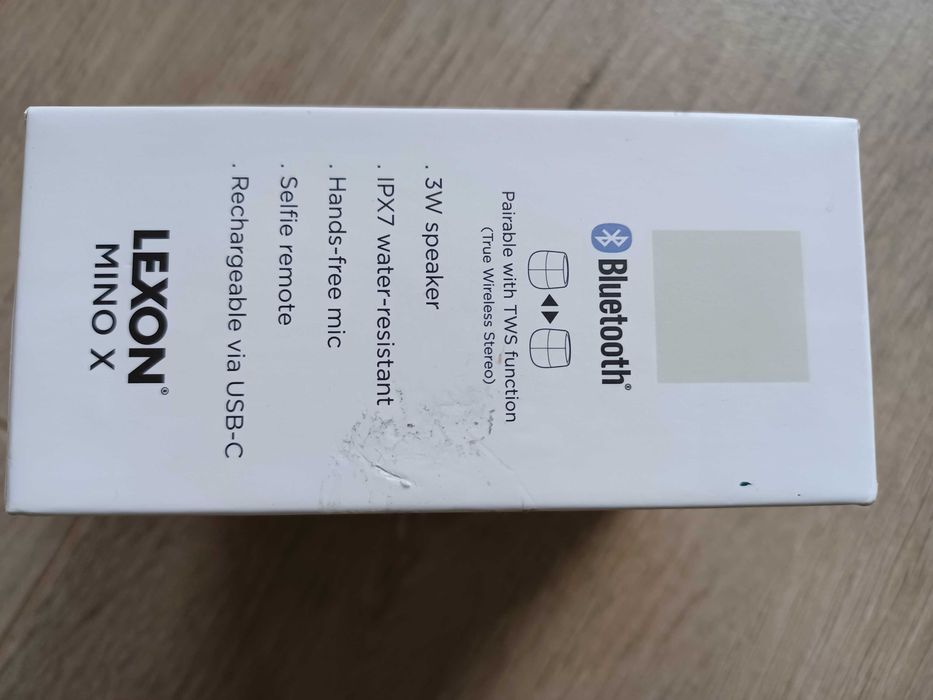 Bluetooth®
Pairable with TWS function
(True Wireless Stereo)
. 3W speaker
. IPX7 water-resistant
. Hands-free mic
. Selfie remote
. Rechargeable via USB-C
LEXON®
MINO X